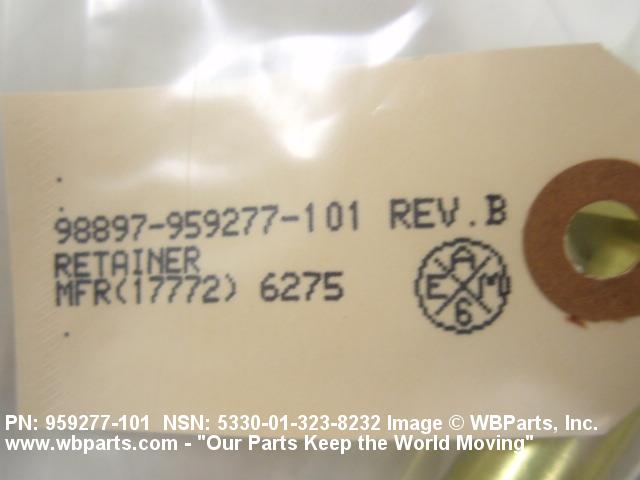 98897-959277-101 REV.B
RETAINER
MFR(17772) 6275
A
E M
6
PN: 959277-101 NSN: 5330-01-323-8232 Image © WBParts, Inc.
www.wbparts.com - "Our Parts Keep the World Moving"